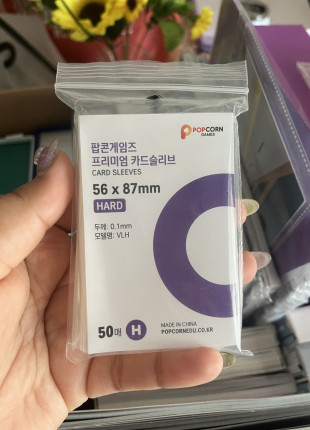 POPCORN
GAMES
팝콘게임즈
프리미엄 카드슬리브
CARD SLEEVES
56 x 87mm
HARD
두께: 0.1mm
모델명: VLH
50매 H
MADE IN CHINA
POPCORNEDU.CO.KR